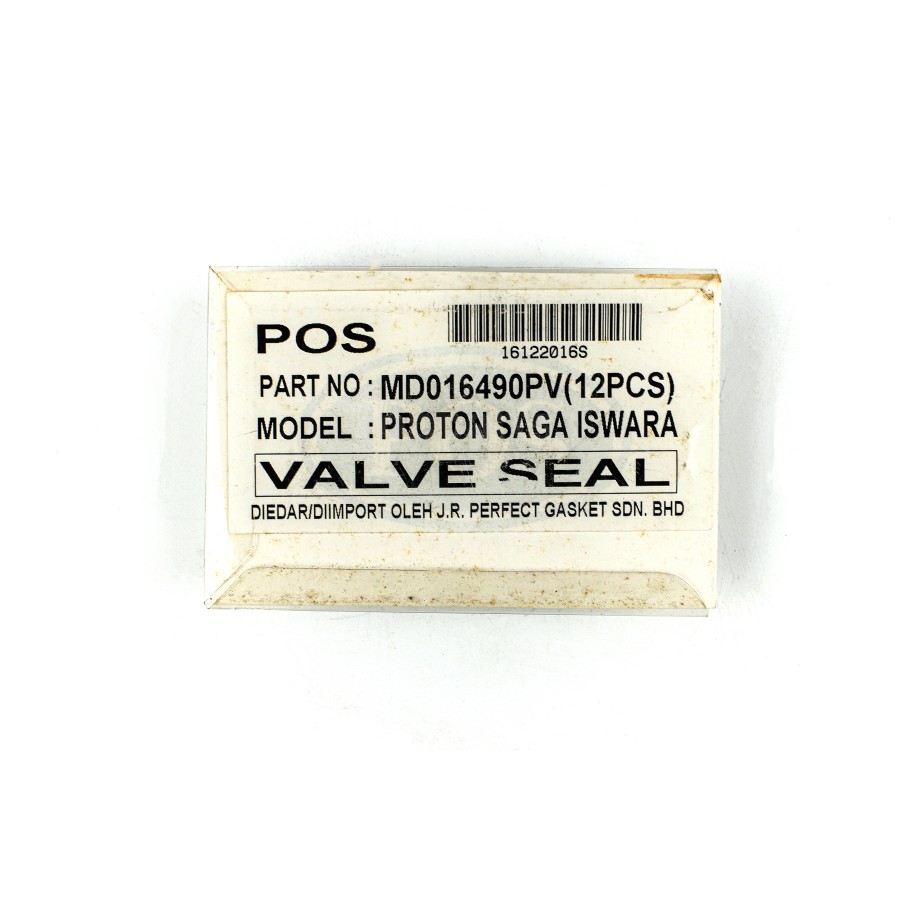 POS
16122016S
PART NO : MD016490PV(12PCS)
MODEL : PROTON SAGA ISWARA
VALVE SEAL
DIEDAR/DIIMPORT OLEH J.R. PERFECT GASKET SDN. BHD